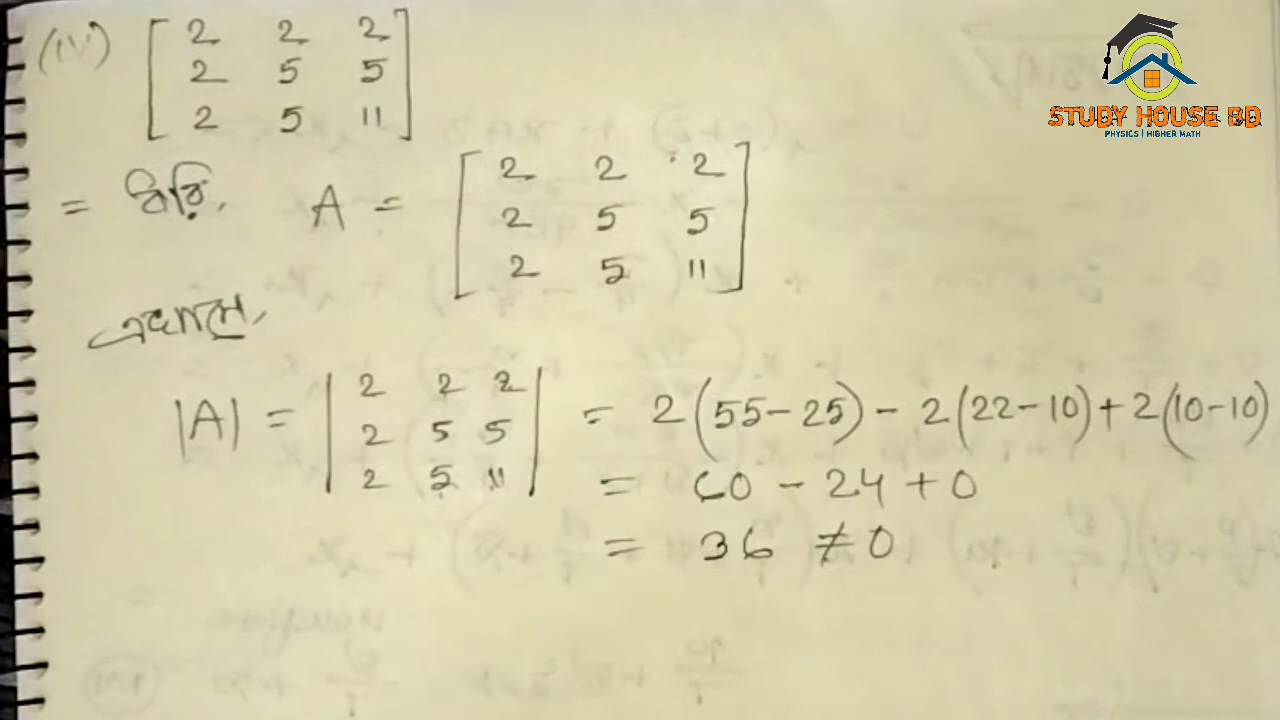 (iv) [ 2 2 2
2 5 5
2 5 11 ]
= ধরি, A = [ 2 2 2
2 5 5
2 5 11 ]
এখানে,
|A| = | 2 2 2
2 5 5
2 5 11 | = 2(55-25) - 2(22-10) + 2(10-10)
= 60 - 24 + 0
= 36 ≠ 0
STUDY HOUSE BD
PHYSICS | HIGHER MATH